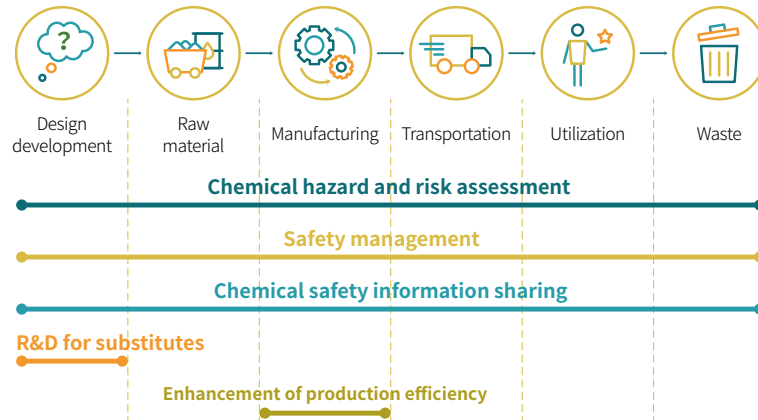 ?
Design
development
Raw
material
Manufacturing
Transportation
Utilization
Waste
Chemical hazard and risk assessment
Safety management
Chemical safety information sharing
R&D for substitutes
Enhancement of production efficiency